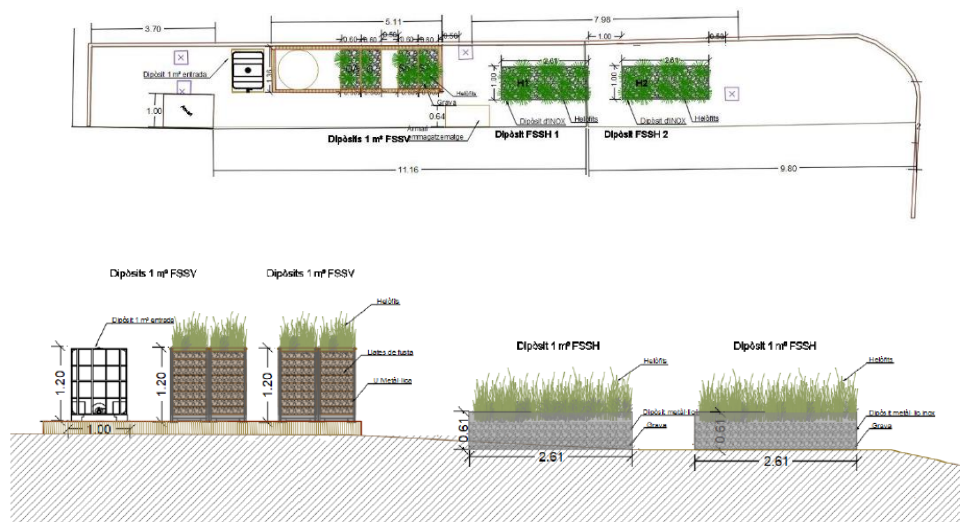 3.70
5.11
7.98
0.50
1.00
0.50
0.60
0.60
0.60
0.60
2.61
2.61
Dipòsit 1 m³ entrada
1.00
H1
1.00
H2
Helòfits
Grava
1.00
0.64
Dipòsit d'INOX
Helòfits
Dipòsit d'INOX
Helòfits
Dipòsits 1 m³ FSSV
Armari
emmagatzematge
Dipòsit FSSH 1
Dipòsit FSSH 2
11.16
9.80
Dipòsits 1 m³ FSSV
Dipòsits 1 m³ FSSV
Helòfits
Dipòsit 1 m³ entrada
Dipòsit 1 m³ FSSH
Dipòsit 1 m³ FSSH
Llates de fusta
Helòfits
Helòfits
1.20
1.20
1.20
U Metàl·lica
Dipòsit metàl·lic
Dipòsit metàl·lic inox
1.00
0.61
Grava
0.61
Grava
2.61
2.61